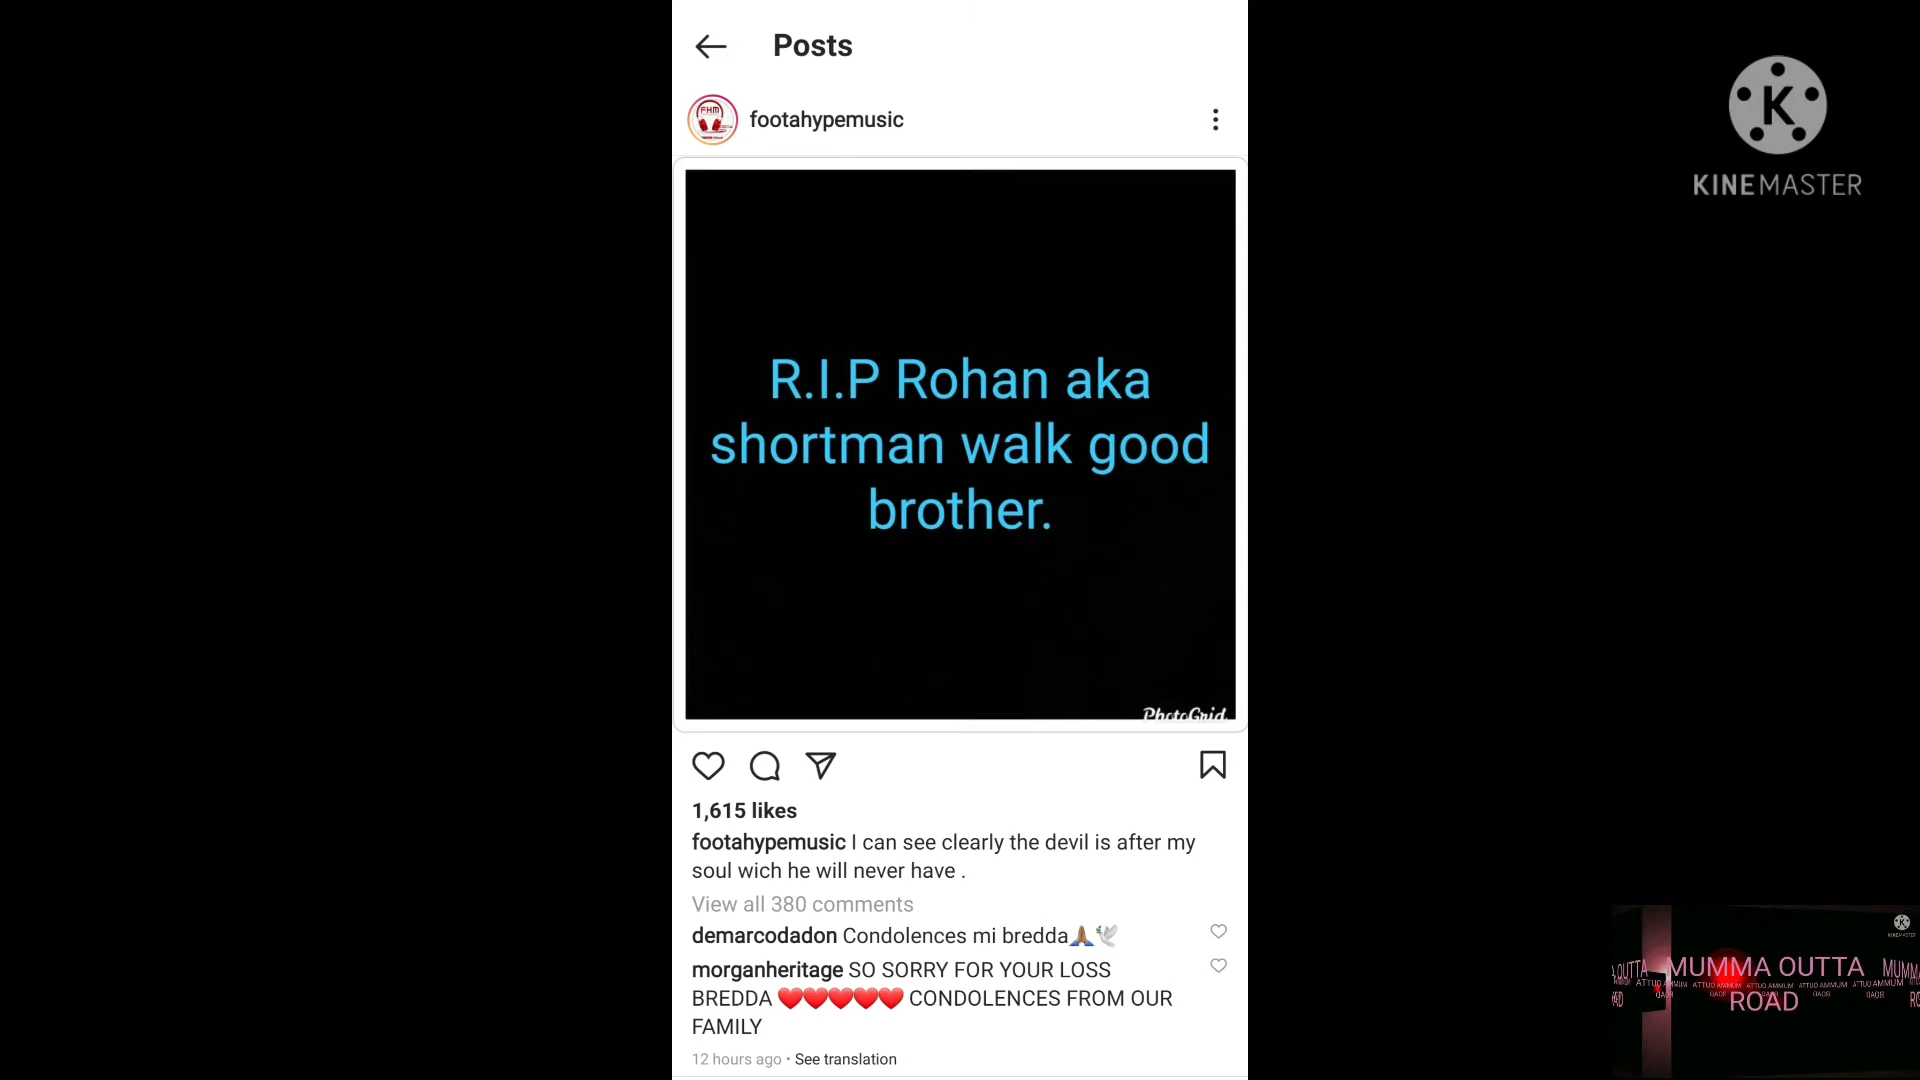 Posts
footahypemusic
FHM
K
KINEMASTER
R.I.P Rohan aka
shortman walk good
brother.
PhotoGrid
1,615 likes
footahypemusic I can see clearly the devil is after my
soul wich he will never have .
View all 380 comments
demarcodadon Condolences mi bredda🙏🏽🕊
morganheritage SO SORRY FOR YOUR LOSS
BREDDA ❤️❤️❤️❤️❤️ CONDOLENCES FROM OUR
FAMILY
12 hours ago • See translation
MUMMA OUTTA
ROAD